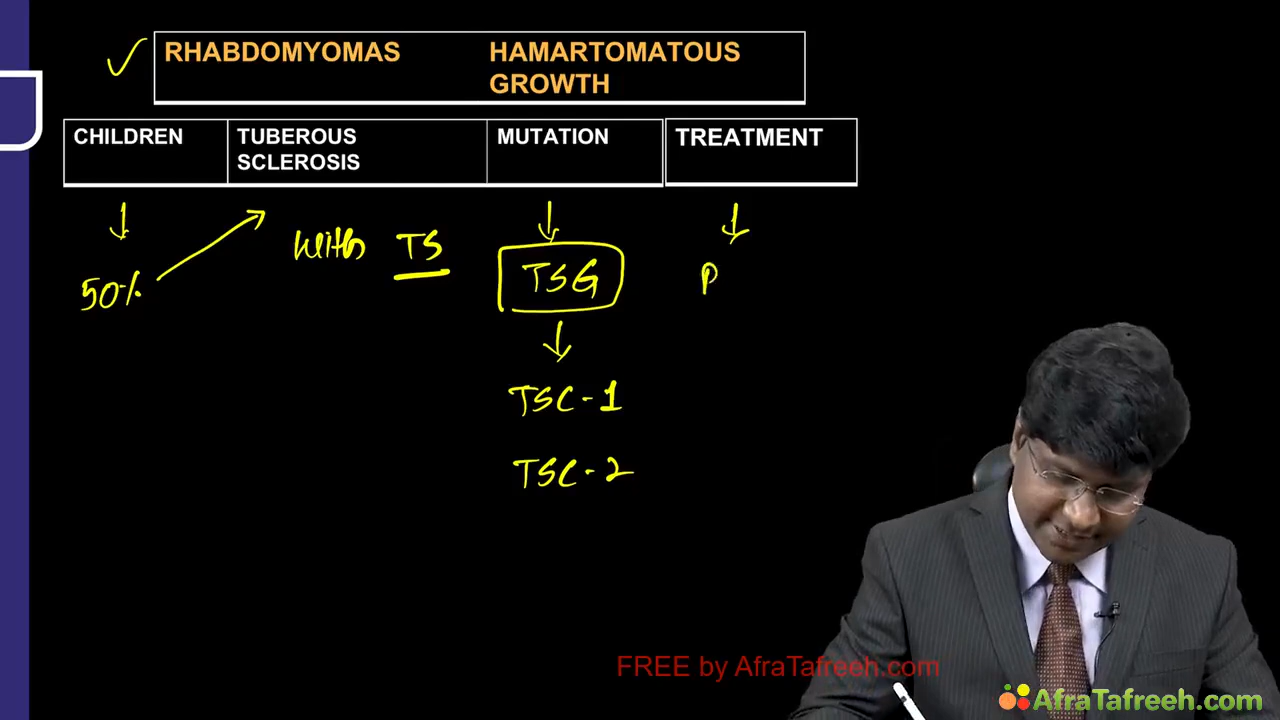 RHABDOMYOMAS HAMARTOMATOUS
GROWTH
CHILDREN TUBEROUS SCLEROSIS MUTATION TREATMENT
50% with TS TSG P
TSC-1
TSC-2
FREE by AfraTafreeh.com
AfraTafreeh.com